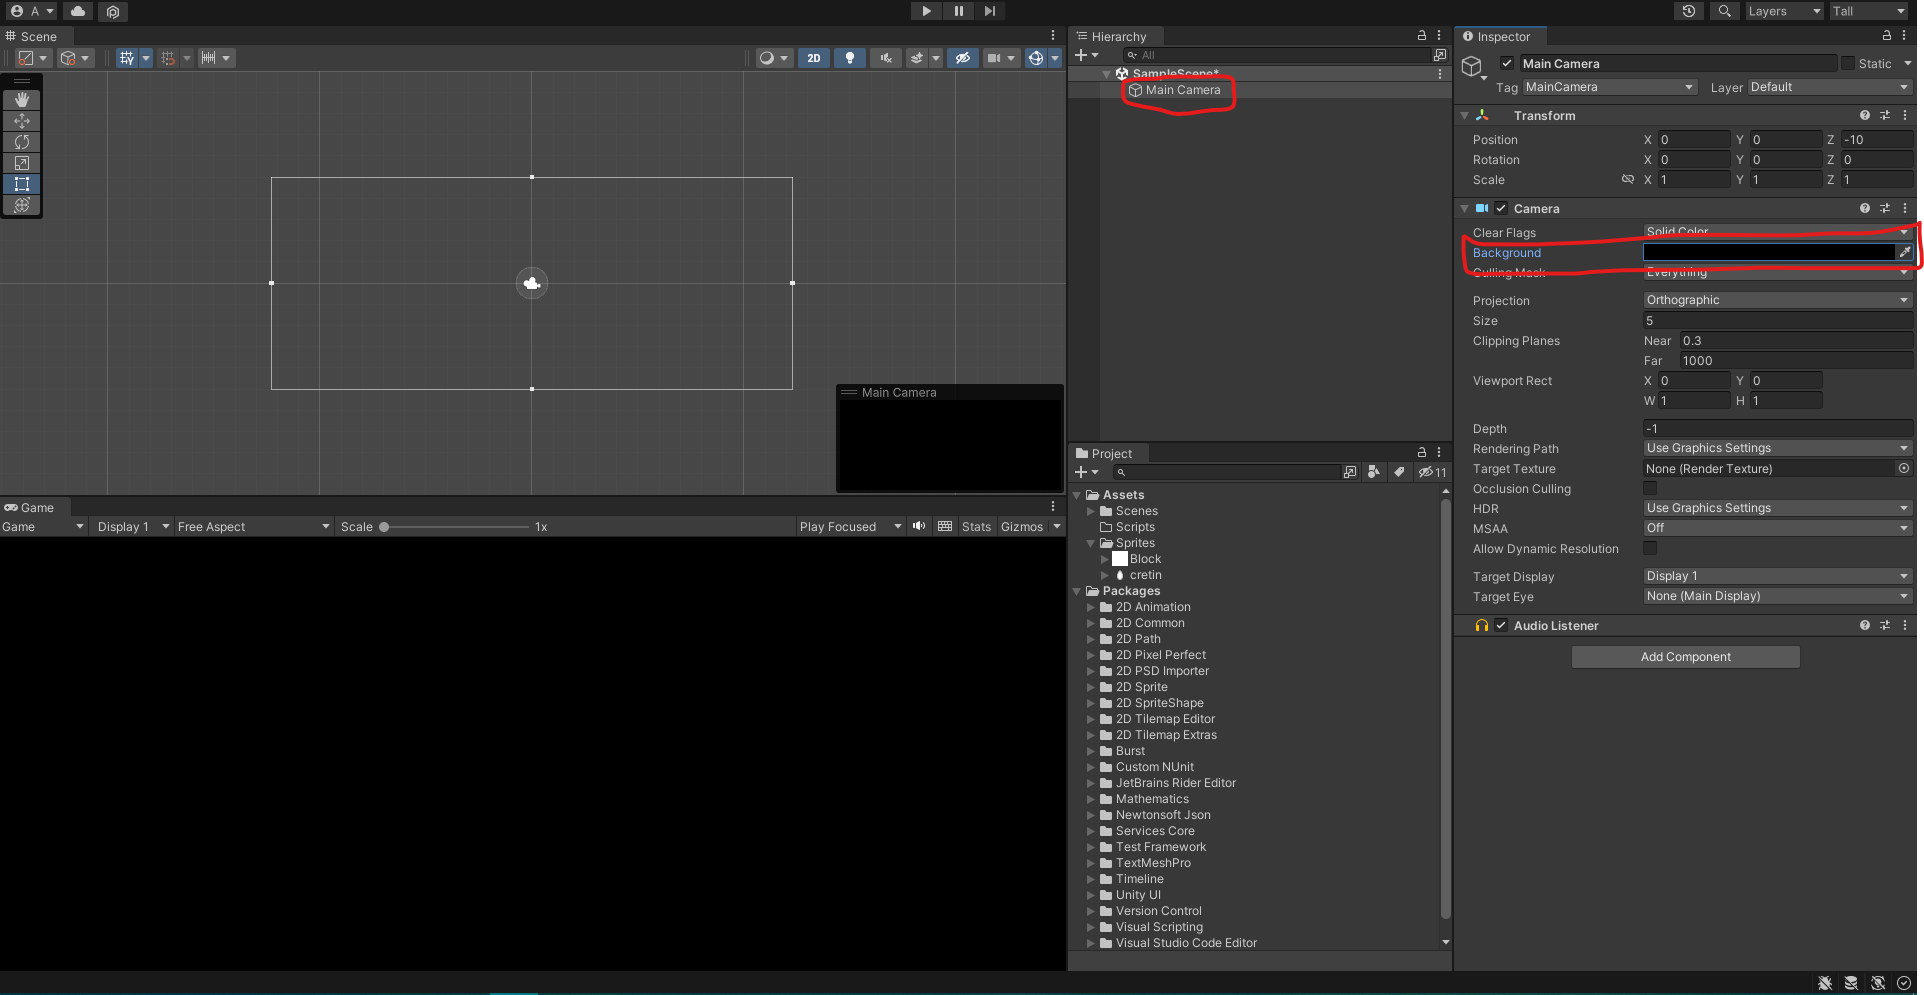 A
Layers
Tall
Scene
2D
Main Camera
Game
Game
Display 1
Free Aspect
Scale
1x
Play Focused
Stats
Gizmos
Hierarchy
All
SampleScene*
Main Camera
Project
11
Assets
Scenes
Scripts
Sprites
Block
cretin
Packages
2D Animation
2D Common
2D Path
2D Pixel Perfect
2D PSD Importer
2D Sprite
2D SpriteShape
2D Tilemap Editor
2D Tilemap Extras
Burst
Custom NUnit
JetBrains Rider Editor
Mathematics
Newtonsoft Json
Services Core
Test Framework
TextMeshPro
Timeline
Unity UI
Version Control
Visual Scripting
Visual Studio Code Editor
Inspector
Main Camera Static
Tag MainCamera Layer Default
Transform
Position X 0 Y 0 Z -10
Rotation X 0 Y 0 Z 0
Scale X 1 Y 1 Z 1
Camera
Clear Flags Solid Color
Background
Culling Mask Everything
Projection Orthographic
Size 5
Clipping Planes Near 0.3
Far 1000
Viewport Rect X 0 Y 0
W 1 H 1
Depth -1
Rendering Path Use Graphics Settings
Target Texture None (Render Texture)
Occlusion Culling
HDR Use Graphics Settings
MSAA Off
Allow Dynamic Resolution
Target Display Display 1
Target Eye None (Main Display)
Audio Listener
Add Component